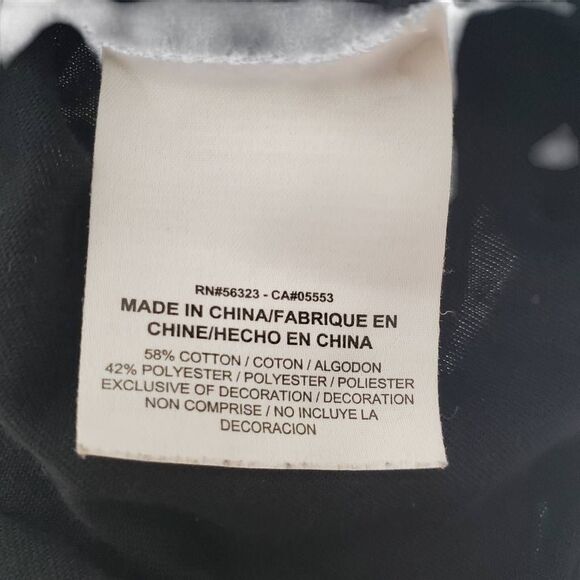 RN#56323 - CA#05553
MADE IN CHINA/FABRIQUE EN
CHINE/HECHO EN CHINA
58% COTTON / COTON / ALGODON
42% POLYESTER / POLYESTER / POLIESTER
EXCLUSIVE OF DECORATION / DECORATION
NON COMPRISE / NO INCLUYE LA
DECORACION